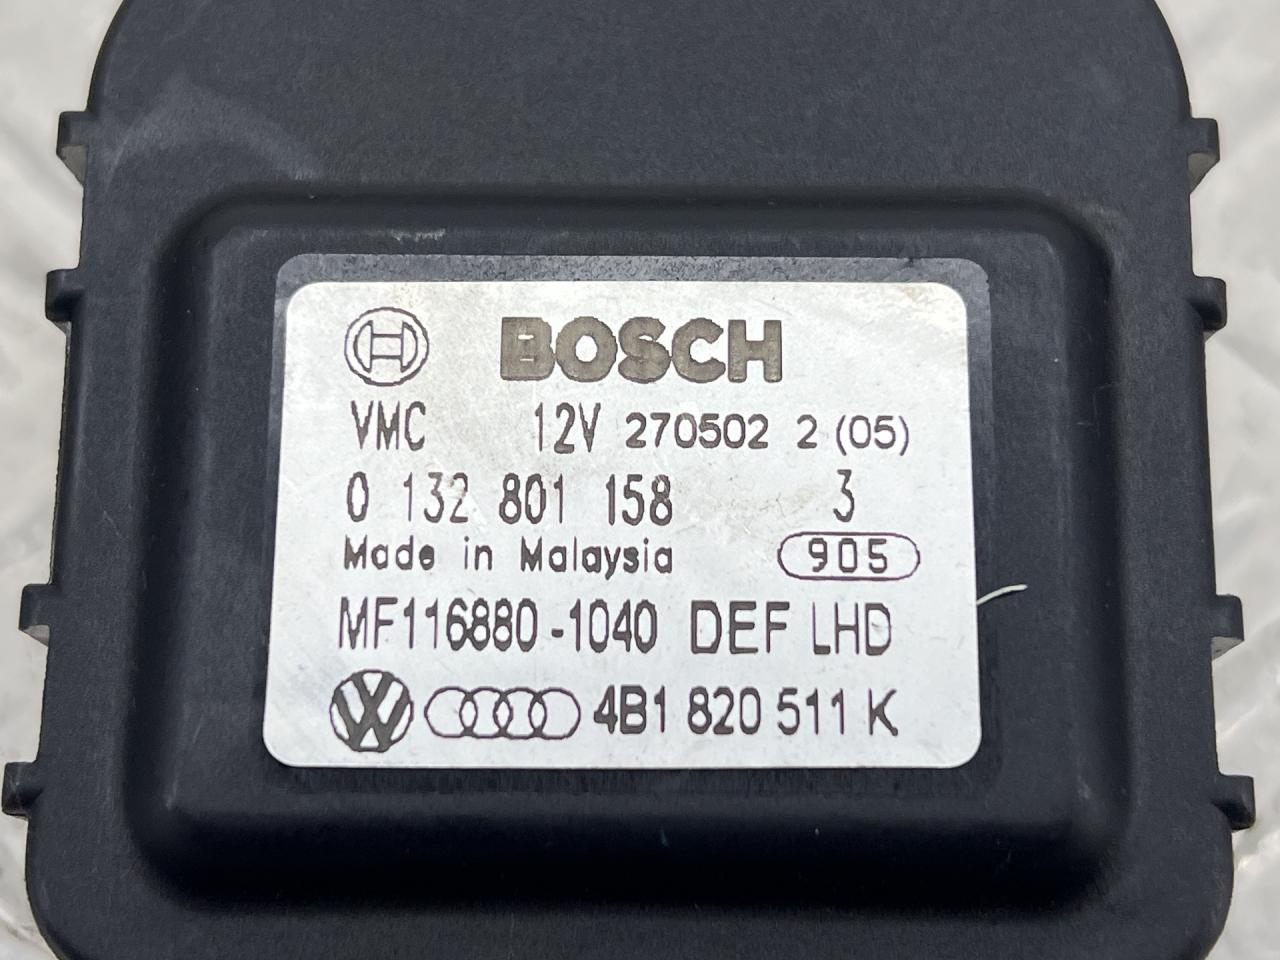 BOSCH
VMC 12V 270502 2 (05)
0 132 801 158 3
Made in Malaysia 905
MF116880-1040 DEF LHD
4B1 820 511 K